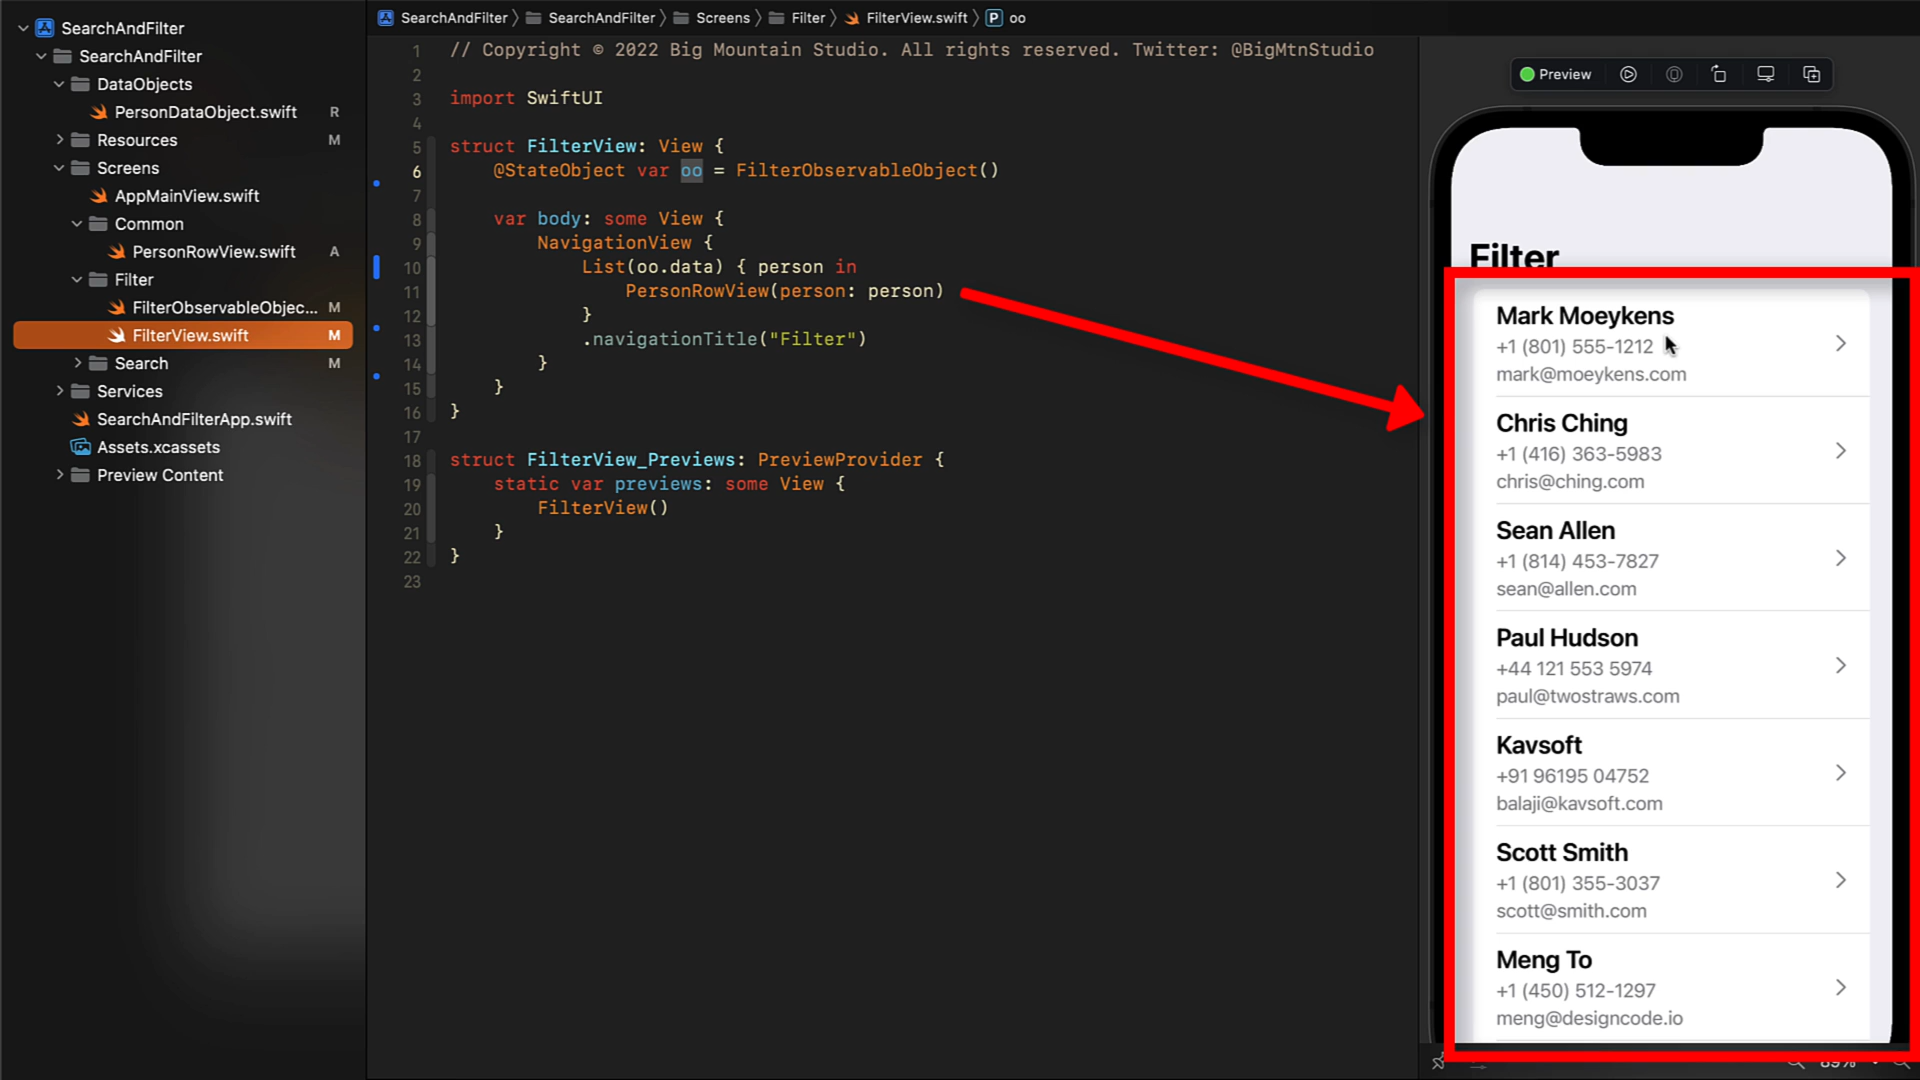 SearchAndFilter
SearchAndFilter
DataObjects
PersonDataObject.swift R
Resources M
Screens
AppMainView.swift
Common
PersonRowView.swift A
Filter
FilterObservableObjec... M
FilterView.swift M
Search M
Services
SearchAndFilterApp.swift
Assets.xcassets
Preview Content
SearchAndFilter SearchAndFilter Screens Filter FilterView.swift P oo
1 // Copyright © 2022 Big Mountain Studio. All rights reserved. Twitter: @BigMtnStudio
2
3 import SwiftUI
4
5 struct FilterView: View {
6 @StateObject var oo = FilterObservableObject()
7
8 var body: some View {
9 NavigationView {
10 List(oo.data) { person in
11 PersonRowView(person: person)
12 }
13 .navigationTitle("Filter")
14 }
15 }
16 }
17
18 struct FilterView_Previews: PreviewProvider {
19 static var previews: some View {
20 FilterView()
21 }
22 }
23
Preview
Filter
Mark Moeykens
+1 (801) 555-1212
mark@moeykens.com
Chris Ching
+1 (416) 363-5983
chris@ching.com
Sean Allen
+1 (814) 453-7827
sean@allen.com
Paul Hudson
+44 121 553 5974
paul@twostraws.com
Kavsoft
+91 96195 04752
balaji@kavsoft.com
Scott Smith
+1 (801) 355-3037
scott@smith.com
Meng To
+1 (450) 512-1297
meng@designcode.io